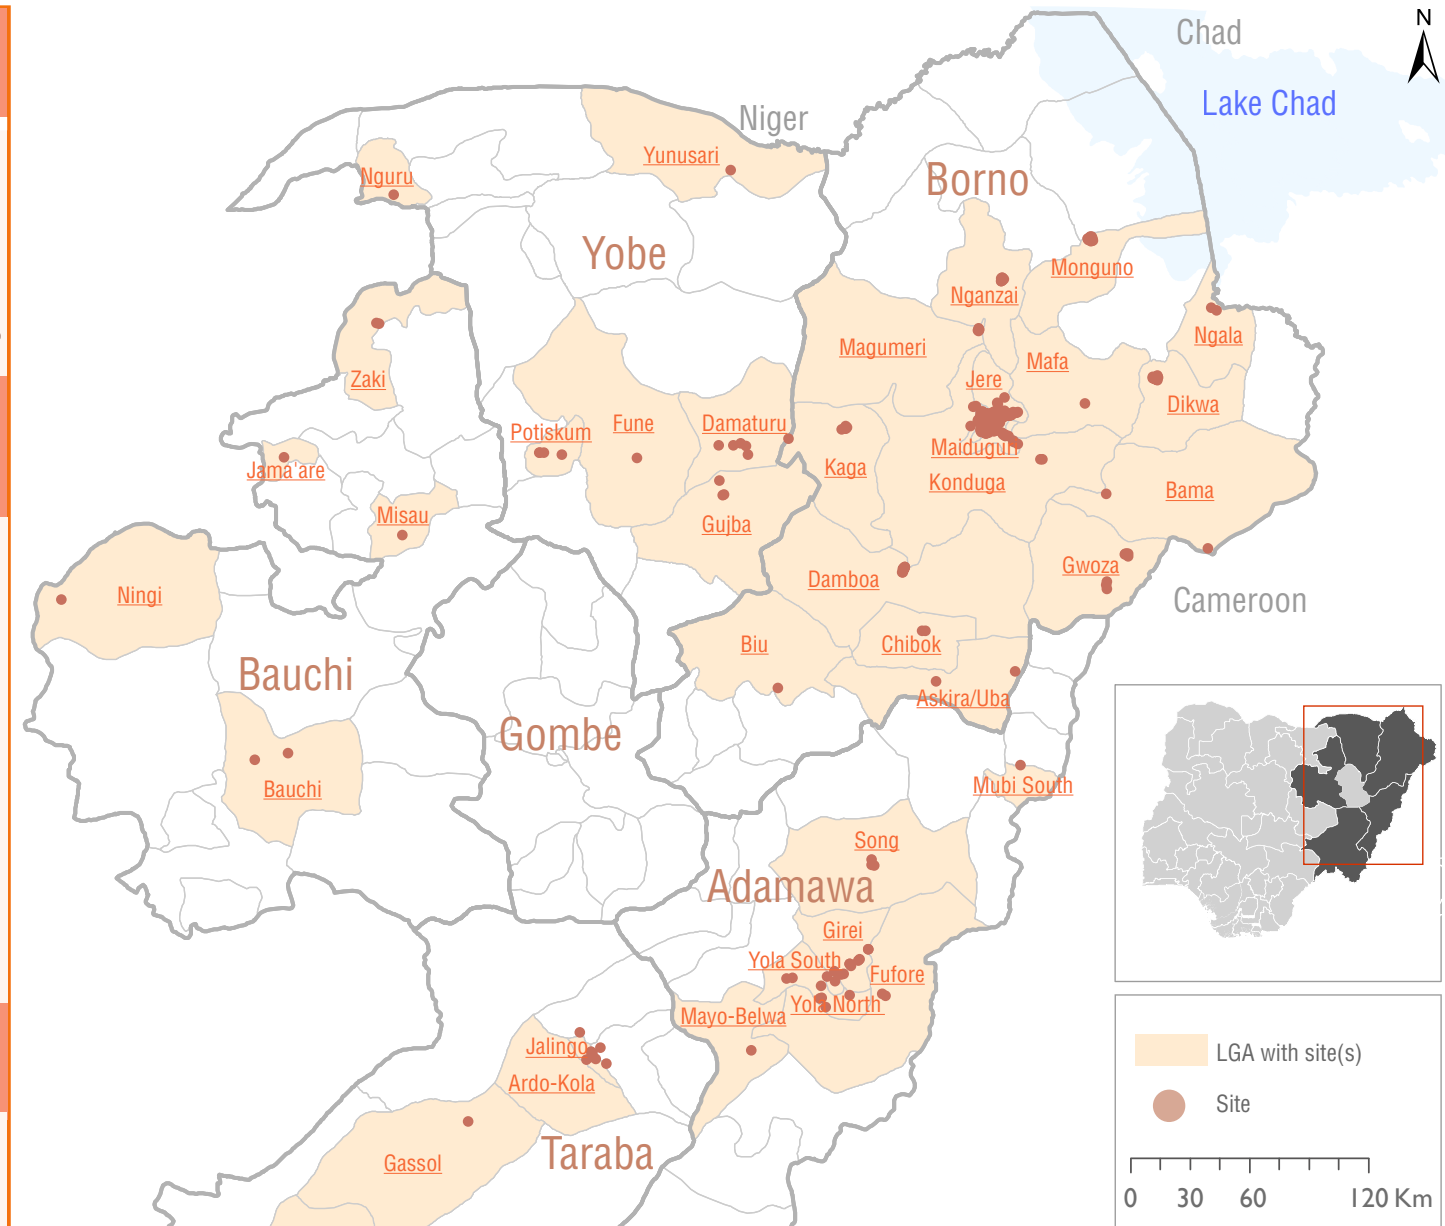 N
Chad
Lake Chad
Niger
Yunusari
Nguru
Borno
Yobe
Monguno
Nganzai
Ngala
Magumeri
Mafa
Zaki
Jere
Dikwa
Potiskum
Fune
Damaturu
Maiduguri
Kaga
Konduga
Bama
Jama'are
Misau
Gujba
Gwoza
Damboa
Ningi
Cameroon
Biu
Chibok
Bauchi
Askira/Uba
Gombe
Bauchi
Mubi South
Song
Adamawa
Girei
Yola South
Fufore
Yola North
Mayo-Belwa
Jalingo
Ardo-Kola
Taraba
Gassol
LGA with site(s)
Site
0 30 60 120 Km